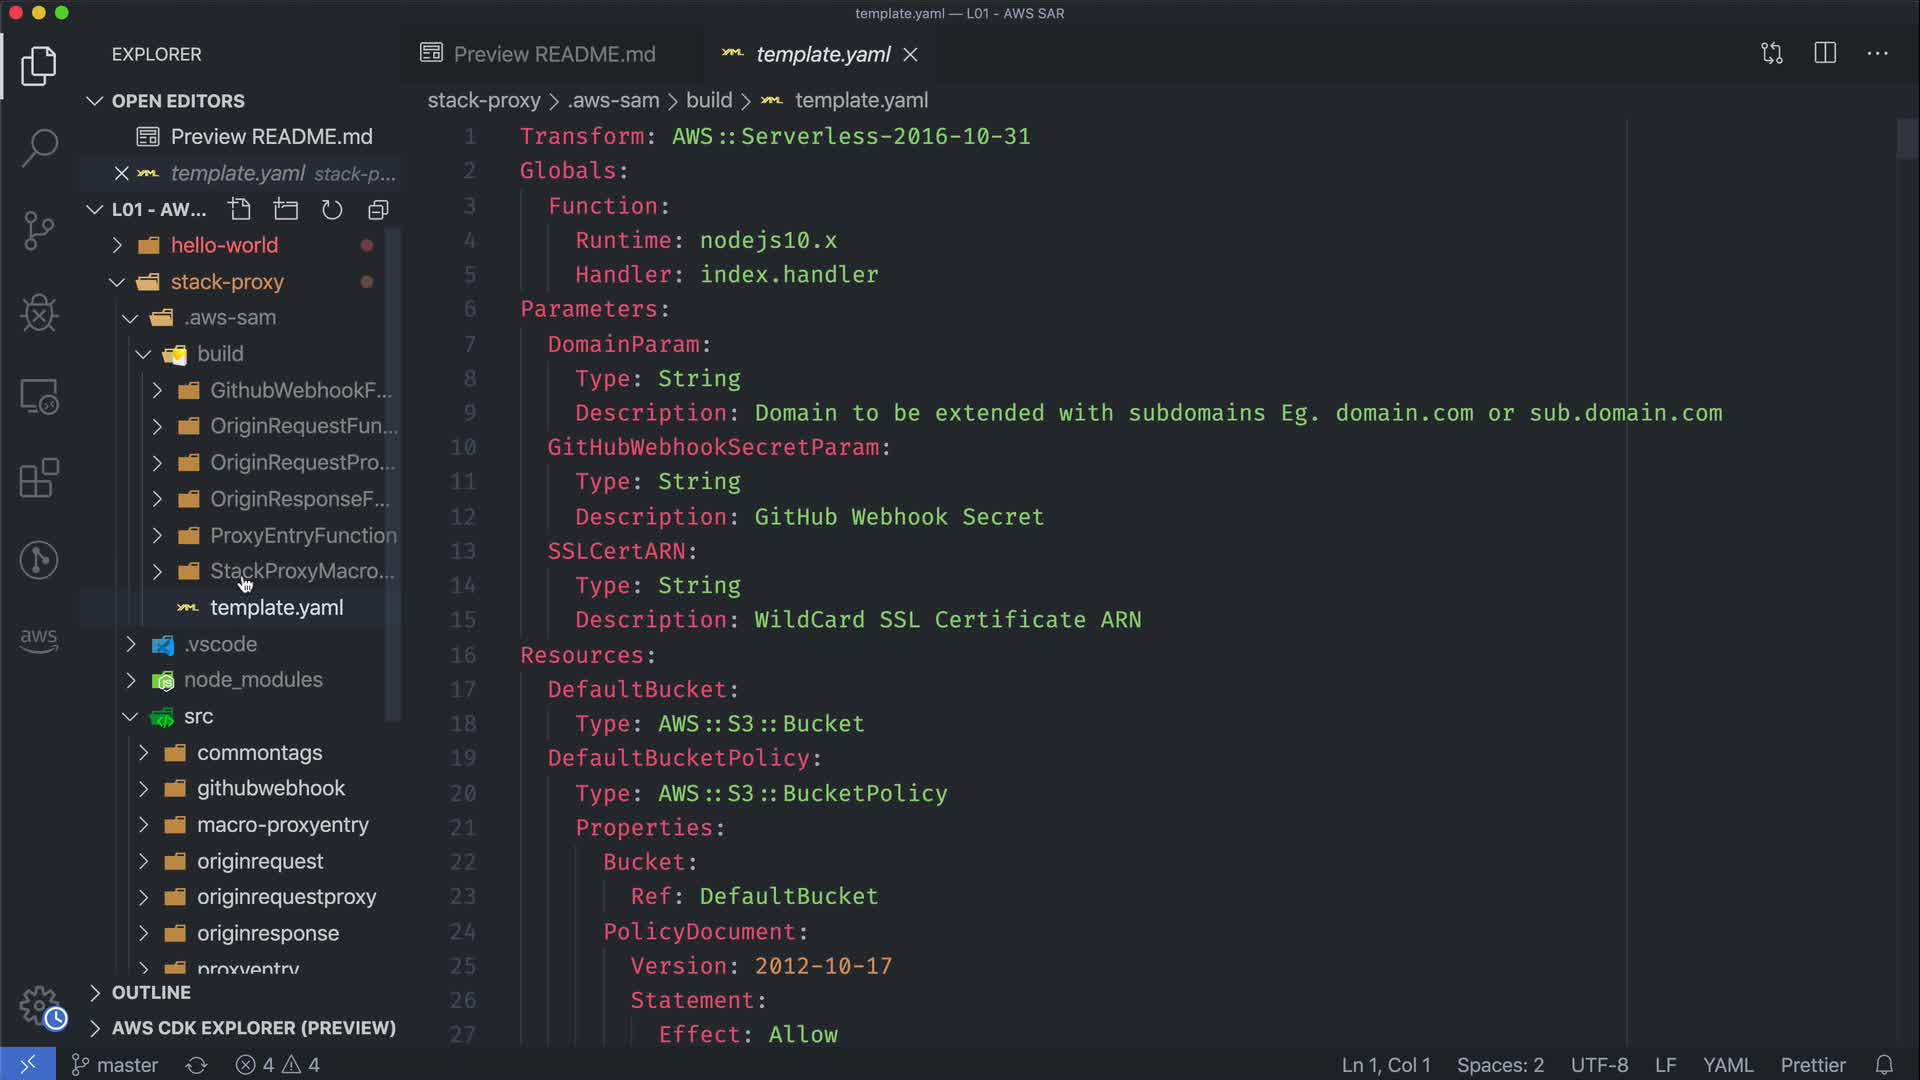 template.yaml — L01 - AWS SAR
EXPLORER
OPEN EDITORS
Preview README.md
template.yaml stack-p...
L01 - AW...
hello-world
stack-proxy
.aws-sam
build
GithubWebhookF...
OriginRequestFun...
OriginRequestPro...
OriginResponseF...
ProxyEntryFunction
StackProxyMacro...
template.yaml
.vscode
node_modules
src
commontags
githubwebhook
macro-proxyentry
originrequest
originrequestproxy
originresponse
proxyentry
OUTLINE
AWS CDK EXPLORER (PREVIEW)
aws
Preview README.md
template.yaml
stack-proxy > .aws-sam > build > template.yaml
1 Transform: AWS::Serverless-2016-10-31
2 Globals:
3 Function:
4 Runtime: nodejs10.x
5 Handler: index.handler
6 Parameters:
7 DomainParam:
8 Type: String
9 Description: Domain to be extended with subdomains Eg. domain.com or sub.domain.com
10 GitHubWebhookSecretParam:
11 Type: String
12 Description: GitHub Webhook Secret
13 SSLCertARN:
14 Type: String
15 Description: WildCard SSL Certificate ARN
16 Resources:
17 DefaultBucket:
18 Type: AWS::S3::Bucket
19 DefaultBucketPolicy:
20 Type: AWS::S3::BucketPolicy
21 Properties:
22 Bucket:
23 Ref: DefaultBucket
24 PolicyDocument:
25 Version: 2012-10-17
26 Statement:
27 Effect: Allow
master 4 4
Ln 1, Col 1 Spaces: 2 UTF-8 LF YAML Prettier